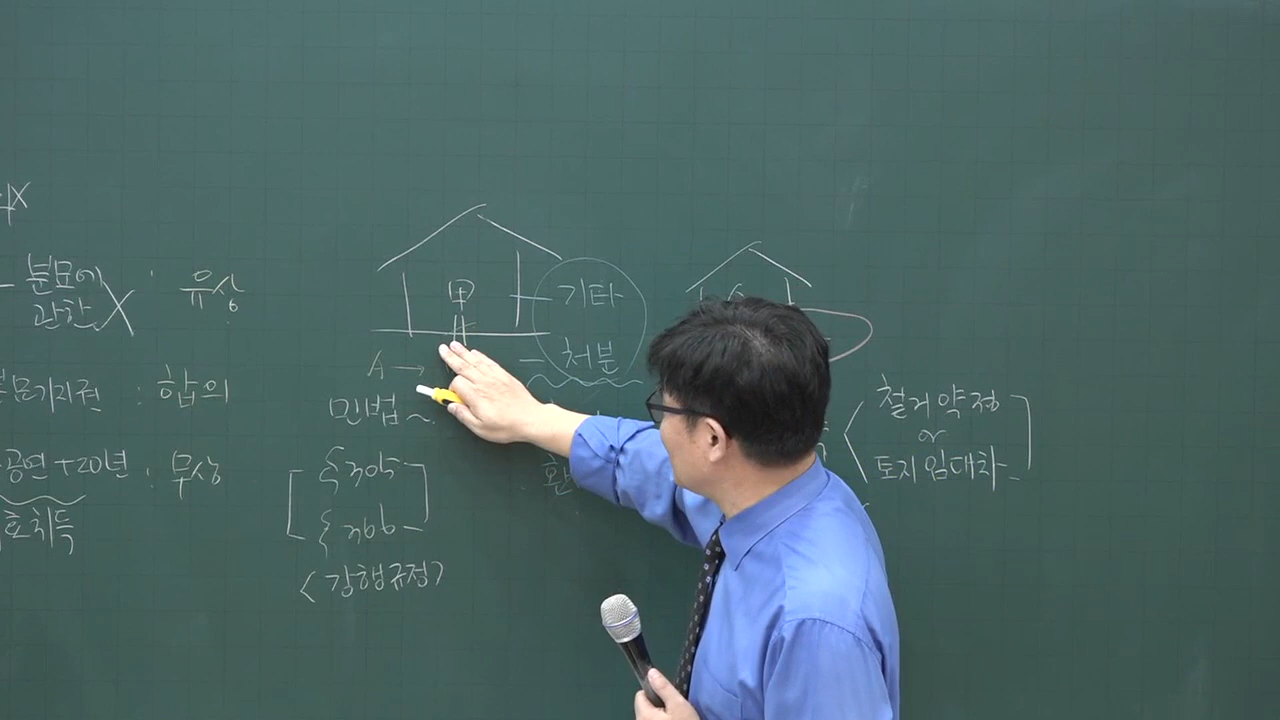 분묘에 : 유상
관한
분묘기지권 : 합의
공연+20년 : 무상
효취득
甲
기타
처분
A →
민법 ~
§305
§366
<강행규정>
환
철거약정
or
토지임대차